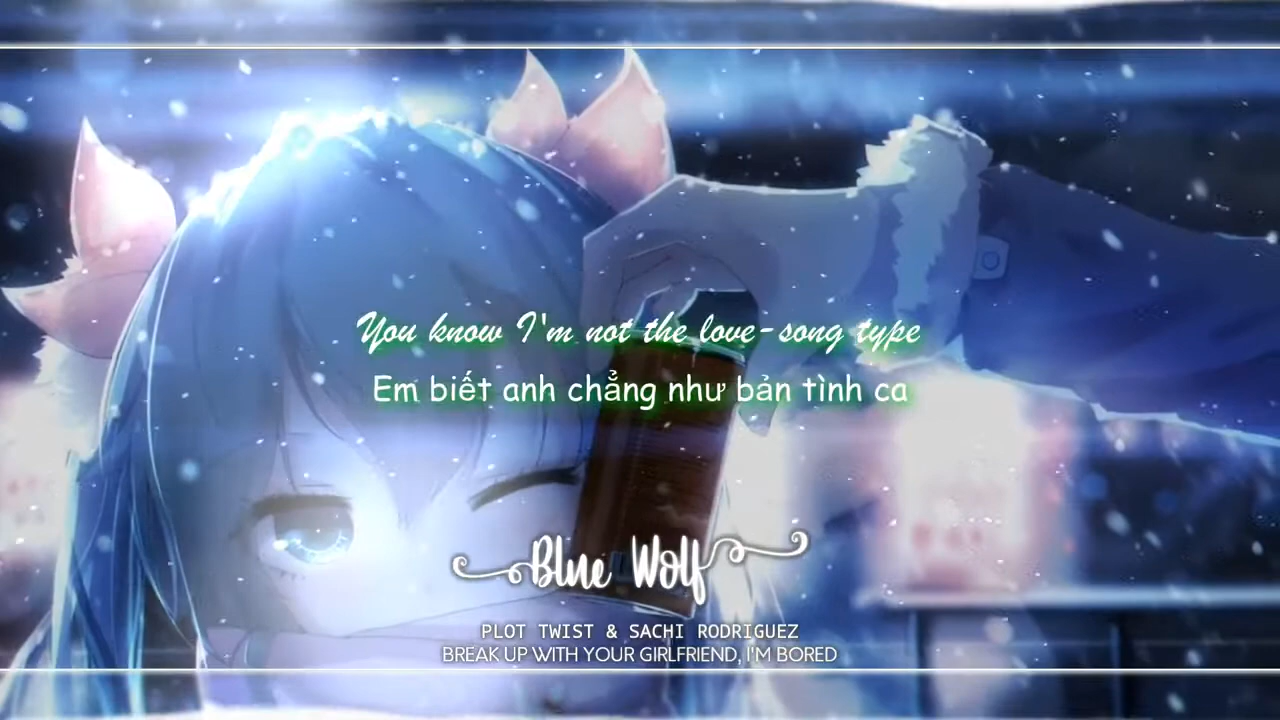 You know I'm not the love-song type
Em biết anh chẳng như bản tình ca
Blue Wolf
PLOT TWIST & SACHI RODRIGUEZ
BREAK UP WITH YOUR GIRLFRIEND, I'M BORED